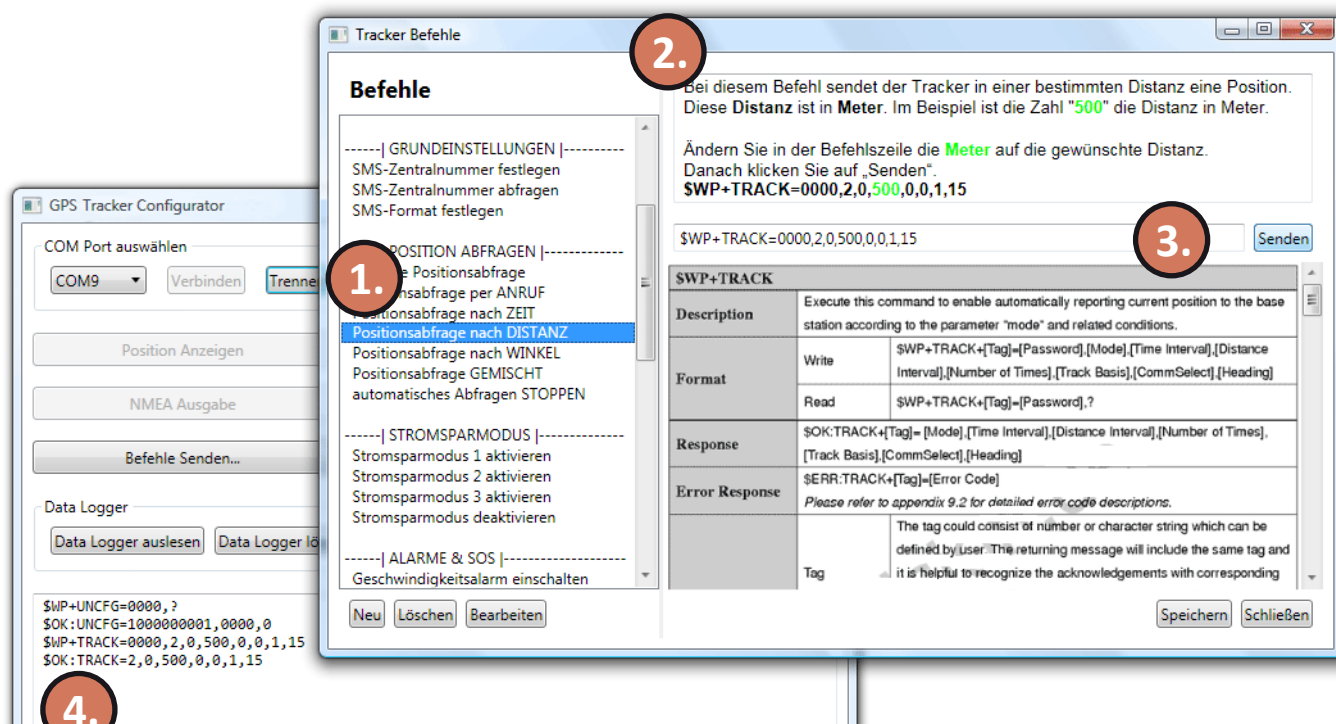 Tracker Befehle
2.
Befehle
------| GRUNDEINSTELLUNGEN |----------
SMS-Zentralnummer festlegen
SMS-Zentralnummer abfragen
SMS-Format festlegen
POSITION ABFRAGEN |-------------
1.
Positionsabfrage
per ANRUF
Positionsabfrage nach ZEIT
Positionsabfrage nach DISTANZ
Positionsabfrage nach WINKEL
Positionsabfrage GEMISCHT
automatisches Abfragen STOPPEN
------| STROMSPARMODUS |--------------
Stromsparmodus 1 aktivieren
Stromsparmodus 2 aktivieren
Stromsparmodus 3 aktivieren
Stromsparmodus deaktivieren
------| ALARME & SOS |--------------------
Geschwindigkeitsalarm einschalten
Neu Löschen Bearbeiten
Bei diesem Befehl sendet der Tracker in einer bestimmten Distanz eine Position.
Diese Distanz ist in Meter. Im Beispiel ist die Zahl "500" die Distanz in Meter.
Ändern Sie in der Befehlszeile die Meter auf die gewünschte Distanz.
Danach klicken Sie auf „Senden“.
$WP+TRACK=0000,2,0,500,0,0,1,15
$WP+TRACK=0000,2,0,500,0,0,1,15
3.
Senden
$WP+TRACK
Description
Execute this command to enable automatically reporting current position to the base
station according to the parameter "mode" and related conditions.
Format
Write
$WP+TRACK+[Tag]=[Password],[Mode],[Time Interval],[Distance
Interval],[Number of Times],[Track Basis],[CommSelect],[Heading]
Read
$WP+TRACK+[Tag]=[Password],?
Response
$OK:TRACK+[Tag]= [Mode],[Time Interval],[Distance Interval],[Number of Times],
[Track Basis],[CommSelect],[Heading]
Error Response
$ERR:TRACK+[Tag]=[Error Code]
Please refer to appendix 9.2 for detailed error code descriptions.
Tag
The tag could consist of number or character string which can be
defined by user. The returning message will include the same tag and
it is helpful to recognize the acknowledgements with corresponding
Speichern Schließen
GPS Tracker Configurator
COM Port auswählen
COM9 Verbinden
Position Anzeigen
NMEA Ausgabe
Befehle Senden...
Data Logger
Data Logger auslesen Data Logger
$WP+UNCFG=0000,?
$OK:UNCFG=1000000001,0000,0
$WP+TRACK=0000,2,0,500,0,0,1,15
$OK:TRACK=2,0,500,0,0,1,15
4.